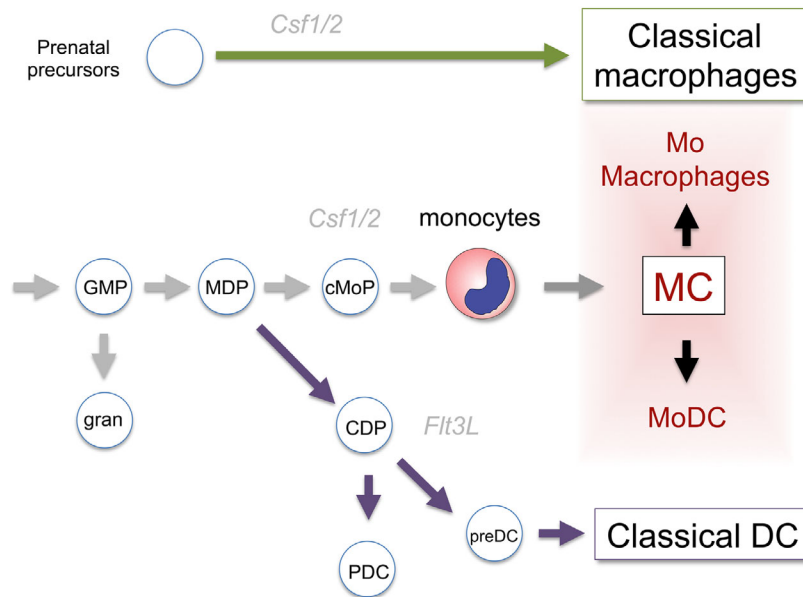 Csf1/2
Prenatal
precursors
Classical
macrophages
Mo
Macrophages
Csf1/2
monocytes
GMP
MDP
cMoP
MC
gran
CDP
Flt3L
MoDC
preDC
Classical DC
PDC